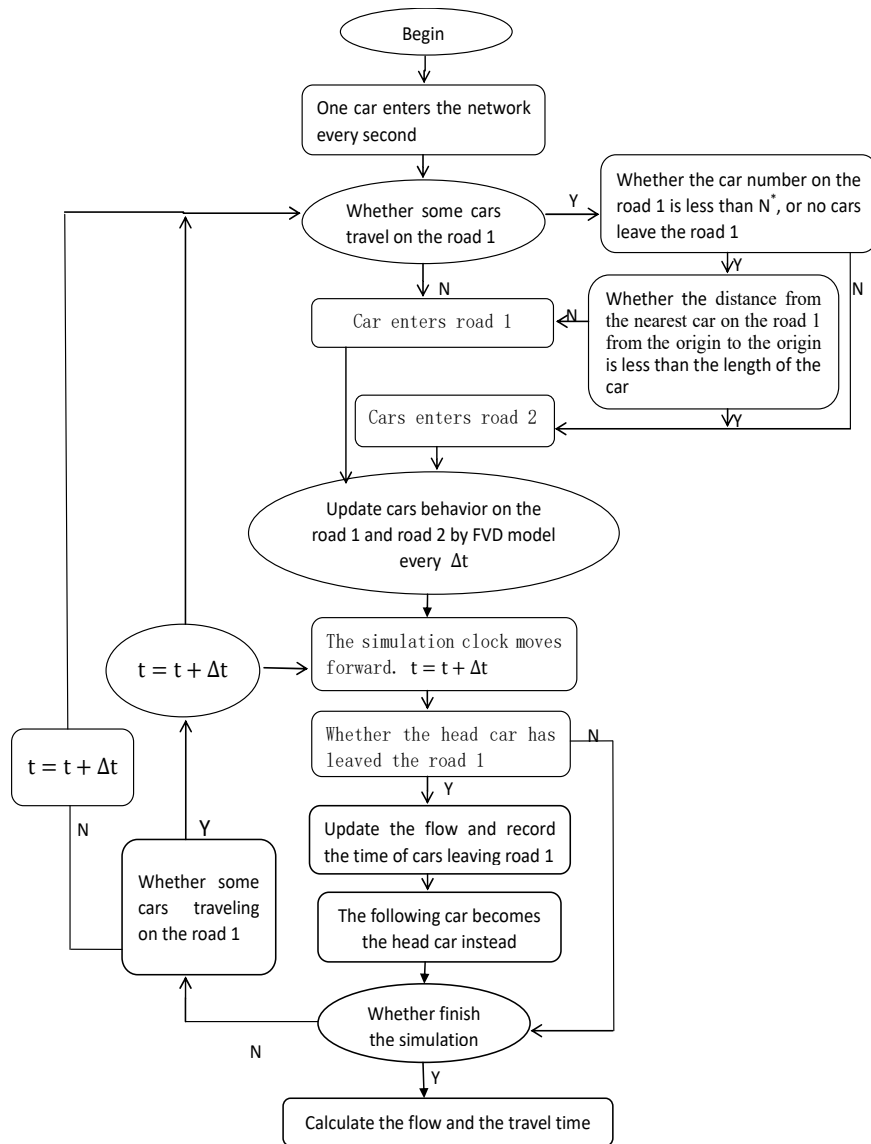 Begin
One car enters the network
every second
Whether some cars
travel on the road 1
Y
Whether the car number on the
road 1 is less than N*, or no cars
leave the road 1
Y
N
N
Whether the distance from
the nearest car on the road 1
from the origin to the origin
is less than the length of the
car
N
Car enters road 1
Y
Cars enters road 2
Update cars behavior on the
road 1 and road 2 by FVD model
every Δt
The simulation clock moves
forward. t = t + Δt
t = t + Δt
t = t + Δt
Whether the head car has
leaved the road 1
N
Y
Update the flow and record
the time of cars leaving road 1
N
Y
Whether some
cars traveling
on the road 1
The following car becomes
the head car instead
Whether finish
the simulation
N
Y
Calculate the flow and the travel time